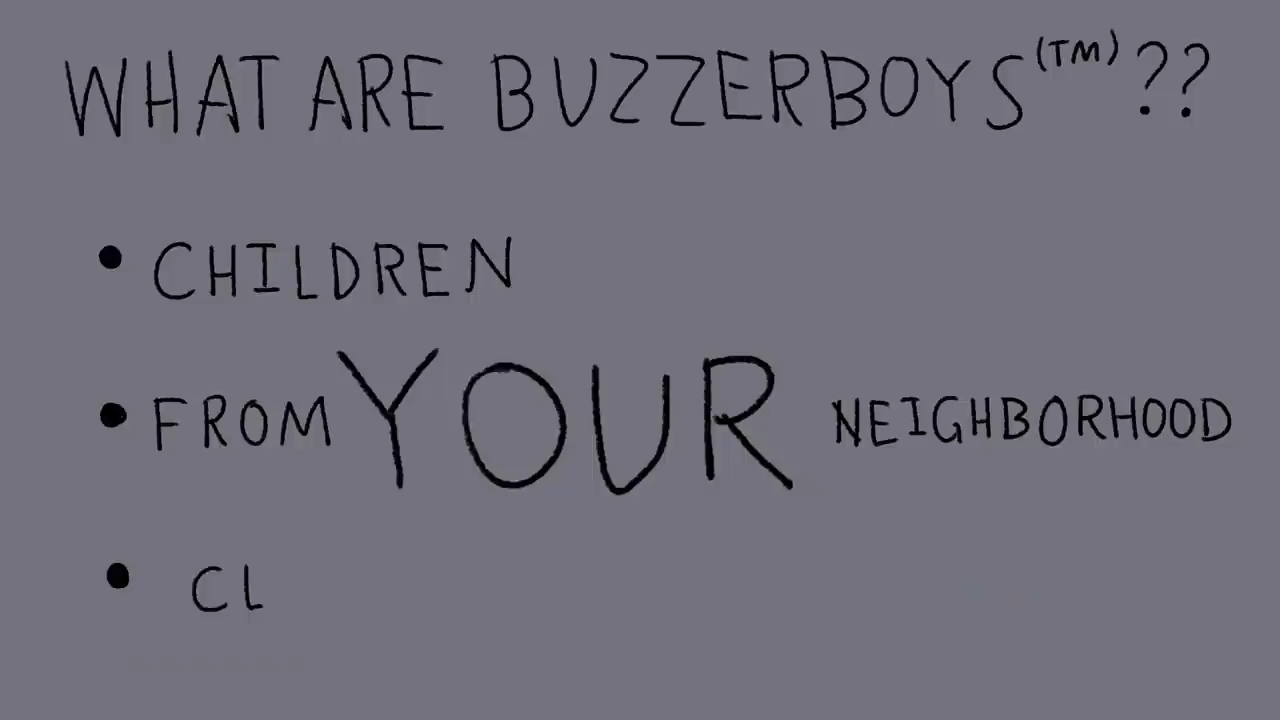 WHAT ARE BUZZERBOYS(TM)??
• CHILDREN
• FROM YOUR NEIGHBORHOOD
• CL